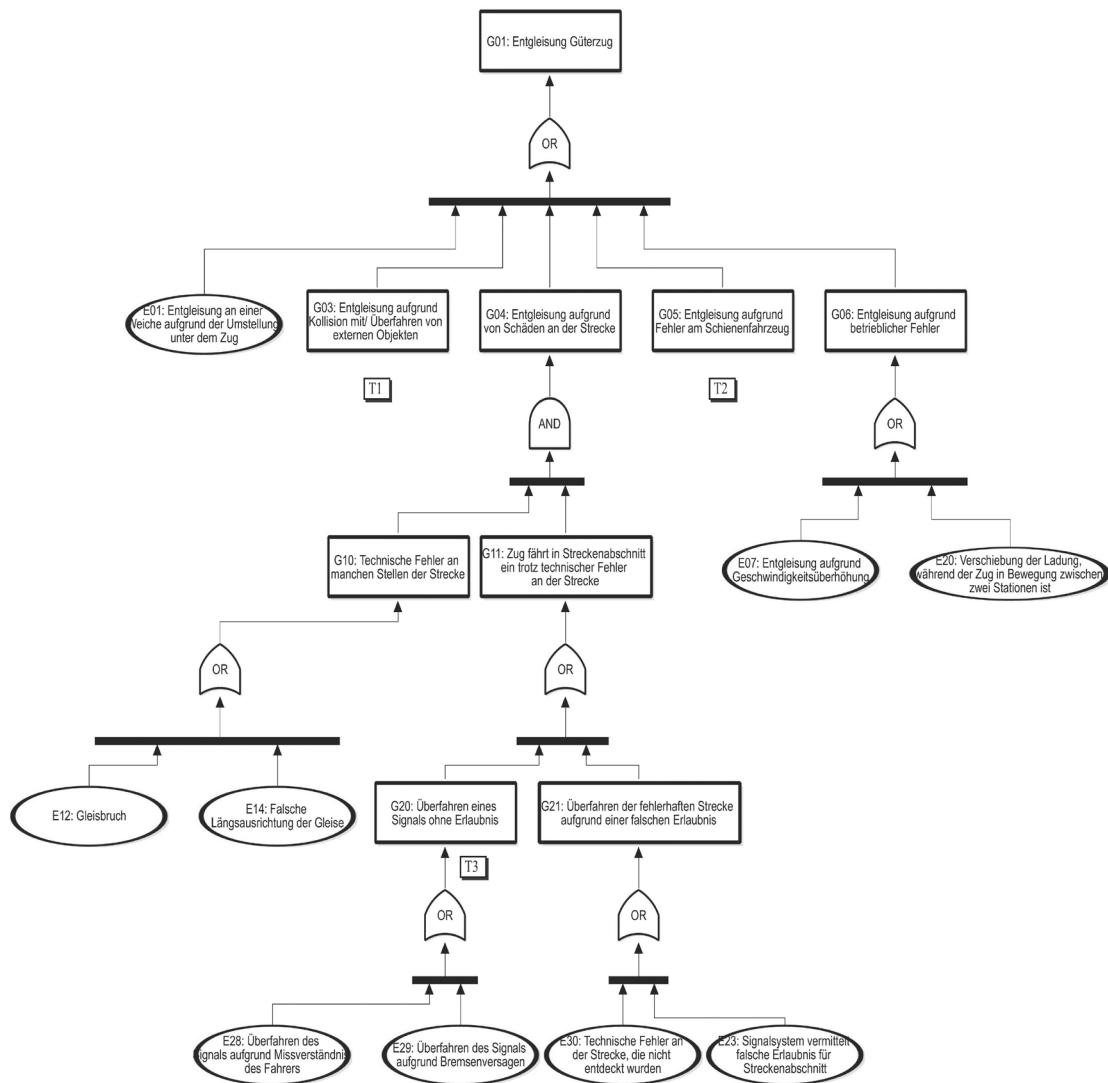 G01: Entgleisung Güterzug
OR
E01: Entgleisung an einer
Weiche aufgrund der Umstellung
unter dem Zug
G03: Entgleisung aufgrund
Kollision mit/ Überfahren von
externen Objekten
G04: Entgleisung aufgrund
von Schäden an der Strecke
G05: Entgleisung aufgrund
Fehler am Schienenfahrzeug
G06: Entgleisung aufgrund
betrieblicher Fehler
T1
T2
AND
OR
G10: Technische Fehler an
manchen Stellen der Strecke
G11: Zug fährt in Streckenabschnitt
ein trotz technischer Fehler
an der Strecke
E07: Entgleisung aufgrund
Geschwindigkeitsüberhöhung
E20: Verschiebung der Ladung,
während der Zug in Bewegung zwischen
zwei Stationen ist
OR
OR
E12: Gleisbruch
E14: Falsche
Längsausrichtung der Gleise
G20: Überfahren eines
Signals ohne Erlaubnis
G21: Überfahren der fehlerhaften Strecke
aufgrund einer falschen Erlaubnis
T3
OR
OR
E28: Überfahren des
Signals aufgrund Missverständnis
des Fahrers
E29: Überfahren des Signals
aufgrund Bremsenversagen
E30: Technische Fehler an
der Strecke, die nicht
entdeckt wurden
E23: Signalsystem vermittelt
falsche Erlaubnis für
Streckenabschnitt